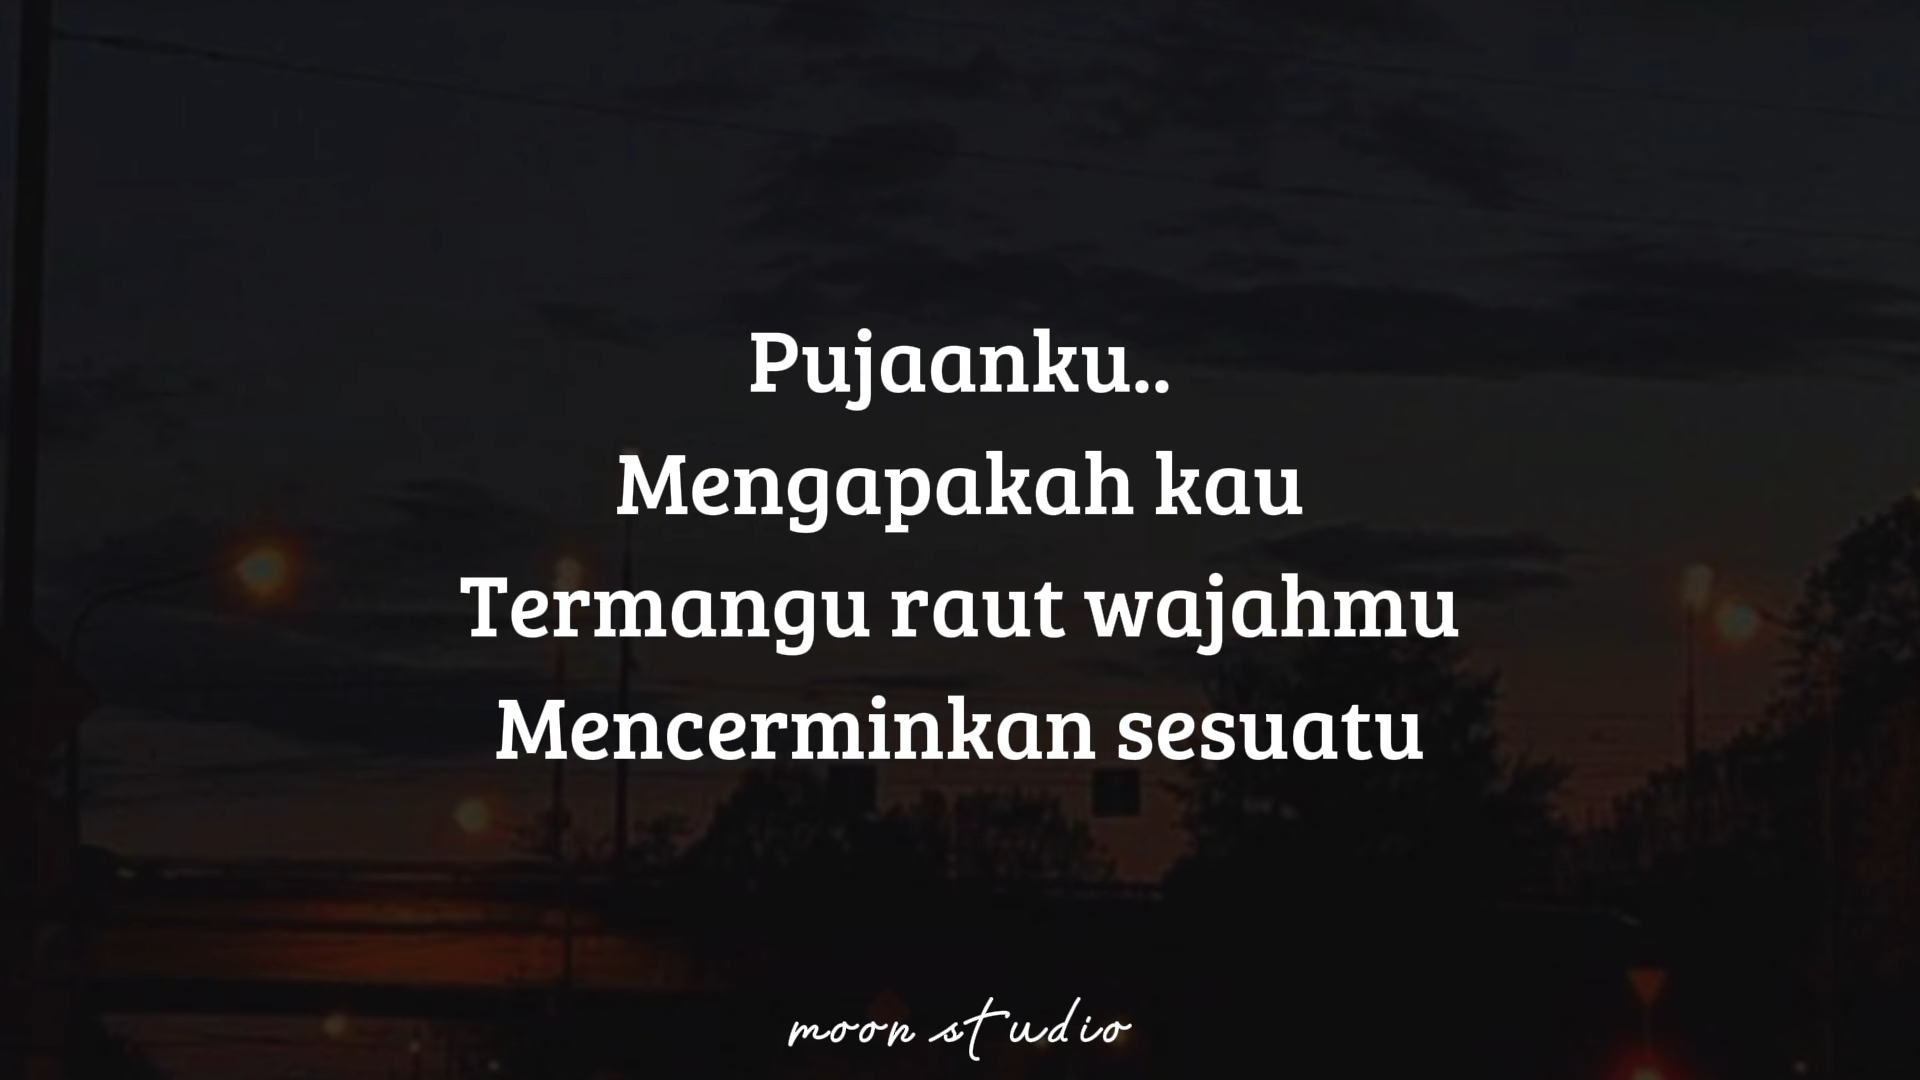 Pujaanku..
Mengapakah kau
Termangu raut wajahmu
Mencerminkan sesuatu
moon studio